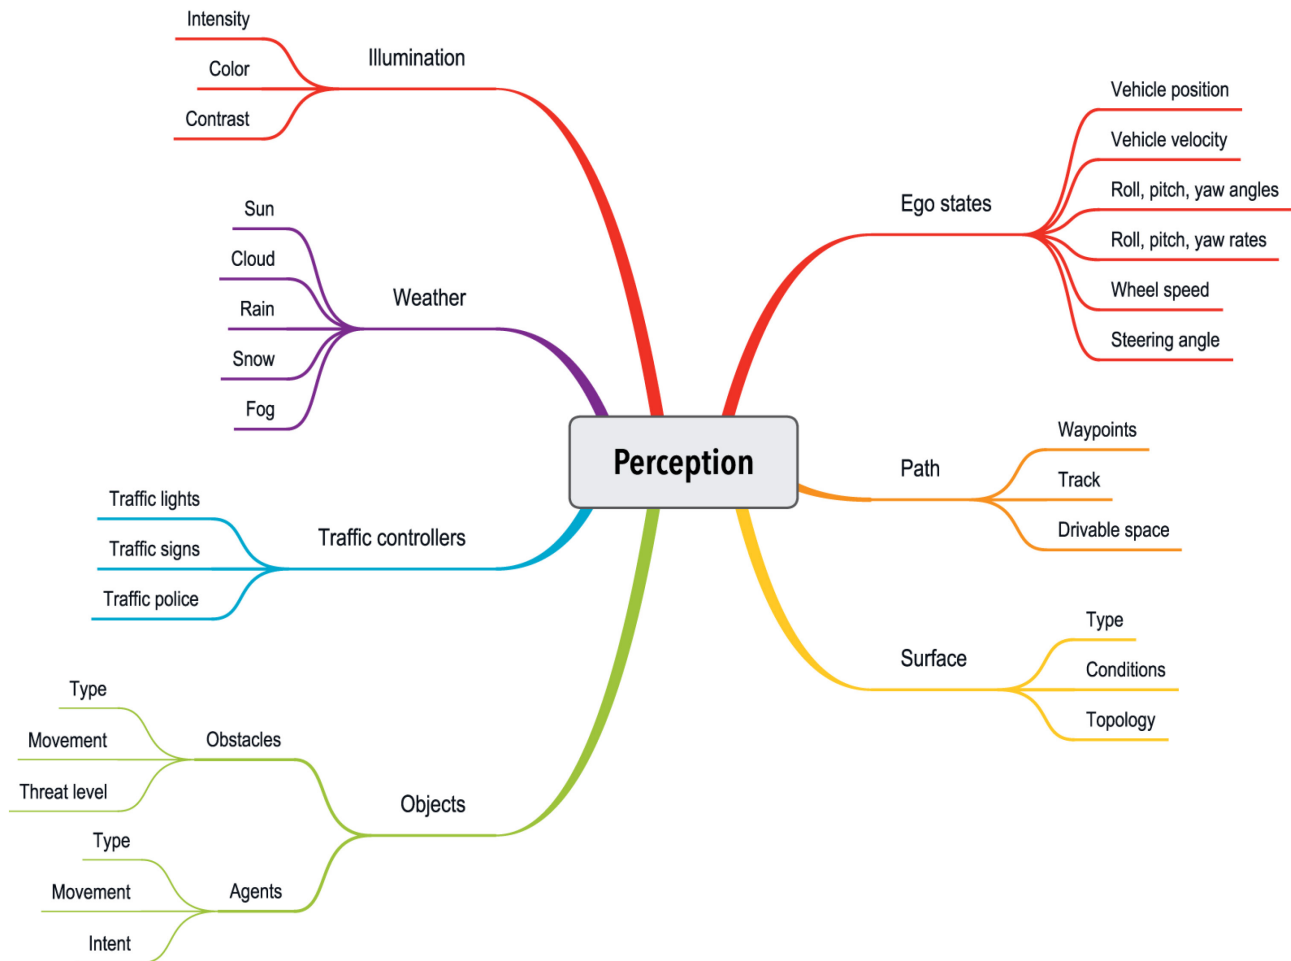 Intensity
Color
Contrast
Illumination
Sun
Cloud
Rain
Snow
Fog
Weather
Traffic lights
Traffic signs
Traffic police
Traffic controllers
Type
Movement
Threat level
Obstacles
Type
Movement
Intent
Agents
Objects
Perception
Ego states
Vehicle position
Vehicle velocity
Roll, pitch, yaw angles
Roll, pitch, yaw rates
Wheel speed
Steering angle
Path
Waypoints
Track
Drivable space
Surface
Type
Conditions
Topology